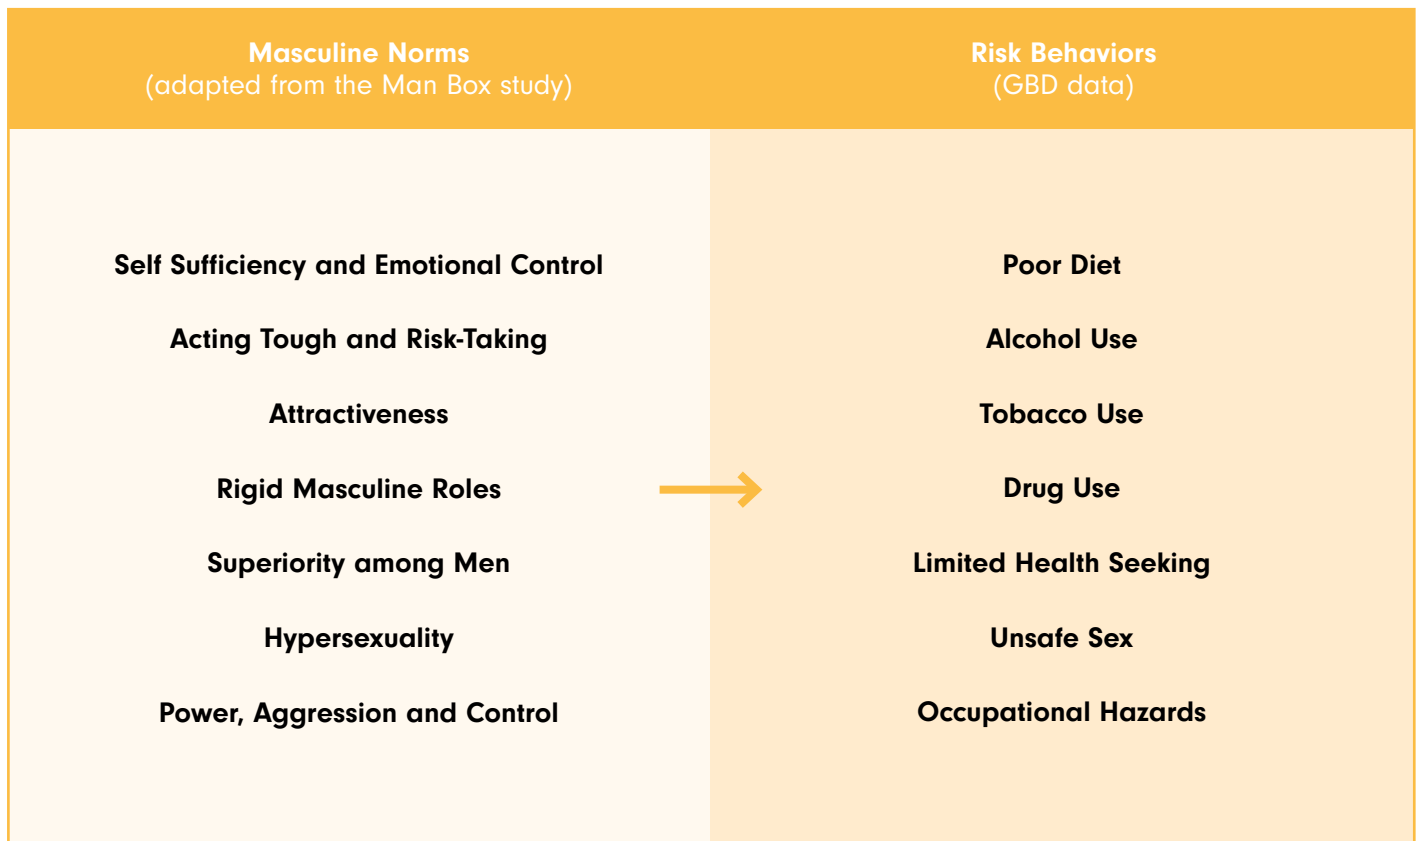 Masculine Norms
(adapted from the Man Box study)
Self Sufficiency and Emotional Control
Acting Tough and Risk-Taking
Attractiveness
Rigid Masculine Roles
Superiority among Men
Hypersexuality
Power, Aggression and Control
Risk Behaviors
(GBD data)
Poor Diet
Alcohol Use
Tobacco Use
Drug Use
Limited Health Seeking
Unsafe Sex
Occupational Hazards